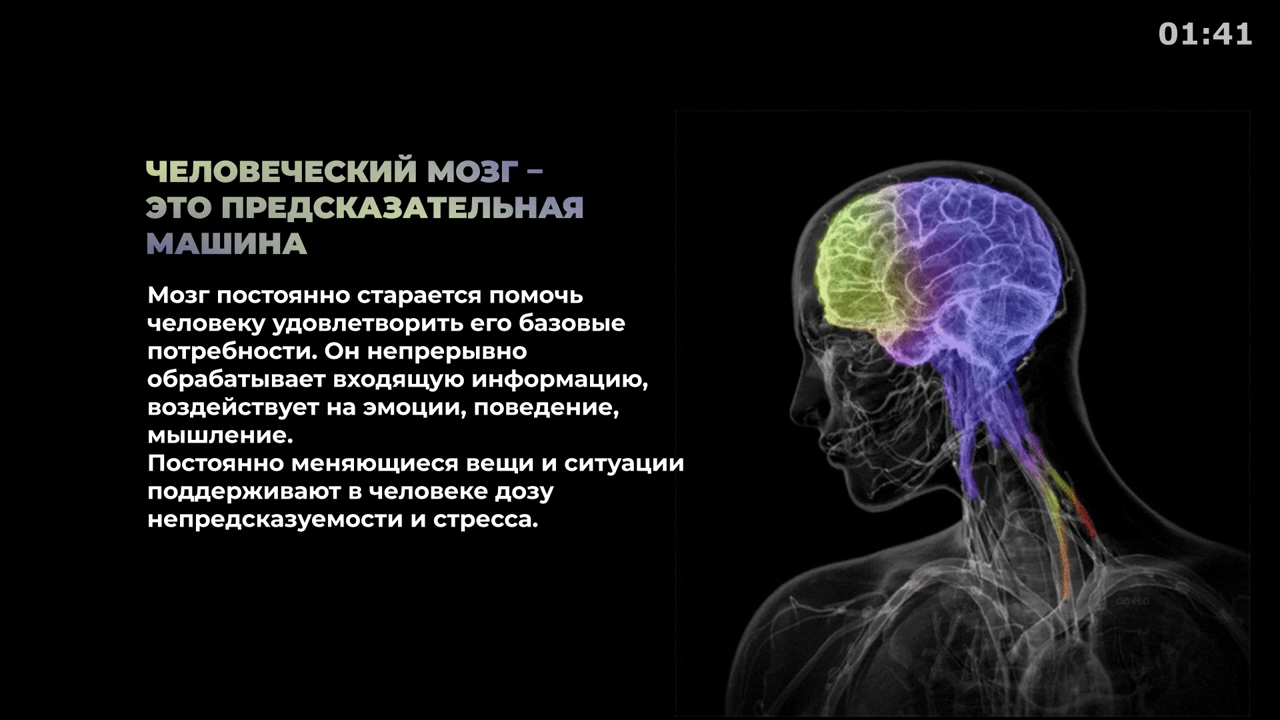 01:41
ЧЕЛОВЕЧЕСКИЙ МОЗГ –
ЭТО ПРЕДСКАЗАТЕЛЬНАЯ
МАШИНА
Мозг постоянно старается помочь
человеку удовлетворить его базовые
потребности. Он непрерывно
обрабатывает входящую информацию,
воздействует на эмоции, поведение,
мышление.
Постоянно меняющиеся вещи и ситуации
поддерживают в человеке дозу
непредсказуемости и стресса.